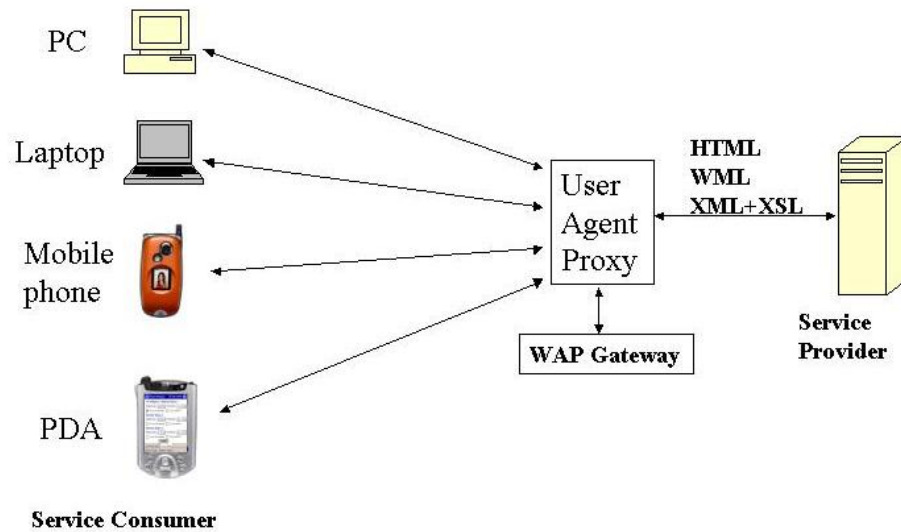 PC
Laptop
Mobile
phone
PDA
Service Consumer
User
Agent
Proxy
WAP Gateway
HTML
WML
XML+XSL
Service
Provider